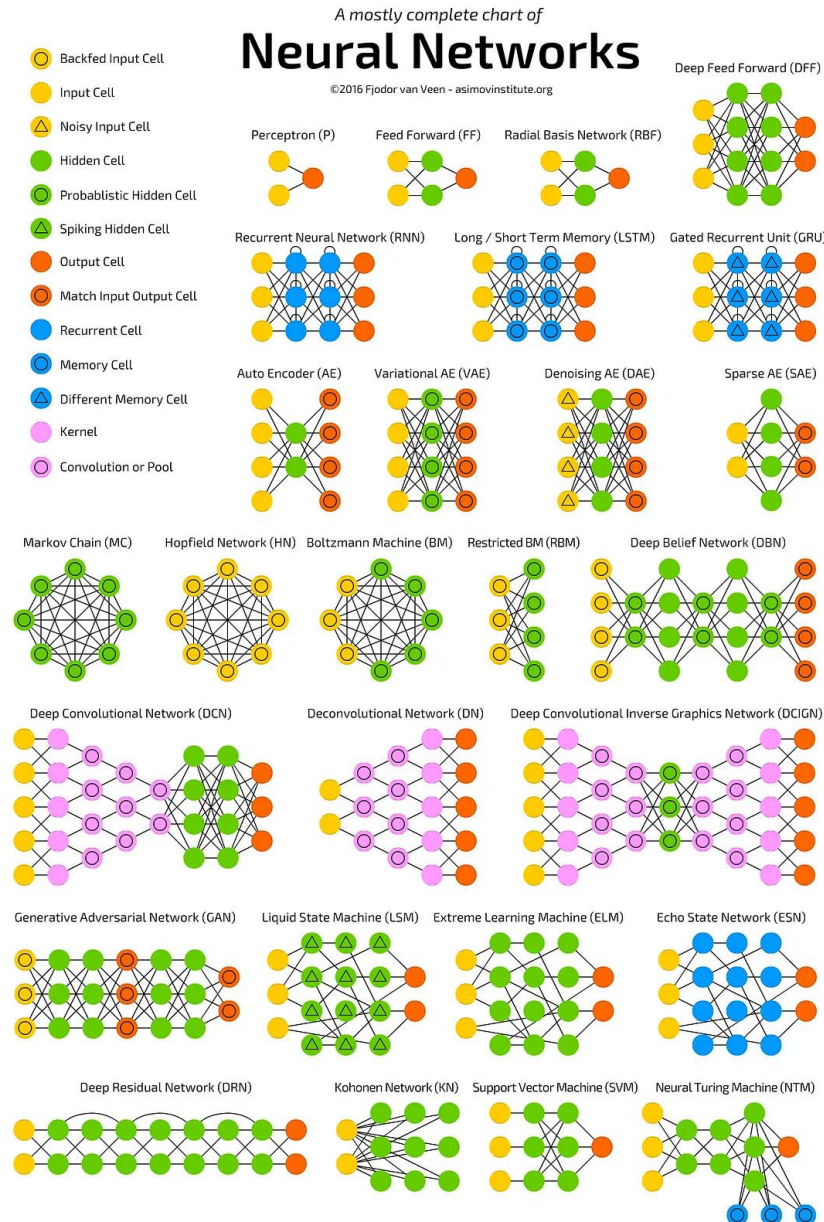 A mostly complete chart of
Neural Networks
©2016 Fjodor van Veen - asimovinstitute.org
Backfed Input Cell
Input Cell
Noisy Input Cell
Hidden Cell
Probablistic Hidden Cell
Spiking Hidden Cell
Output Cell
Match Input Output Cell
Recurrent Cell
Memory Cell
Different Memory Cell
Kernel
Convolution or Pool
Deep Feed Forward (DFF)
Perceptron (P)
Feed Forward (FF)
Radial Basis Network (RBF)
Recurrent Neural Network (RNN)
Long / Short Term Memory (LSTM)
Gated Recurrent Unit (GRU)
Auto Encoder (AE)
Variational AE (VAE)
Denoising AE (DAE)
Sparse AE (SAE)
Markov Chain (MC)
Hopfield Network (HN)
Boltzmann Machine (BM)
Restricted BM (RBM)
Deep Belief Network (DBN)
Deep Convolutional Network (DCN)
Deconvolutional Network (DN)
Deep Convolutional Inverse Graphics Network (DCIGN)
Generative Adversarial Network (GAN)
Liquid State Machine (LSM)
Extreme Learning Machine (ELM)
Echo State Network (ESN)
Deep Residual Network (DRN)
Kohonen Network (KN)
Support Vector Machine (SVM)
Neural Turing Machine (NTM)